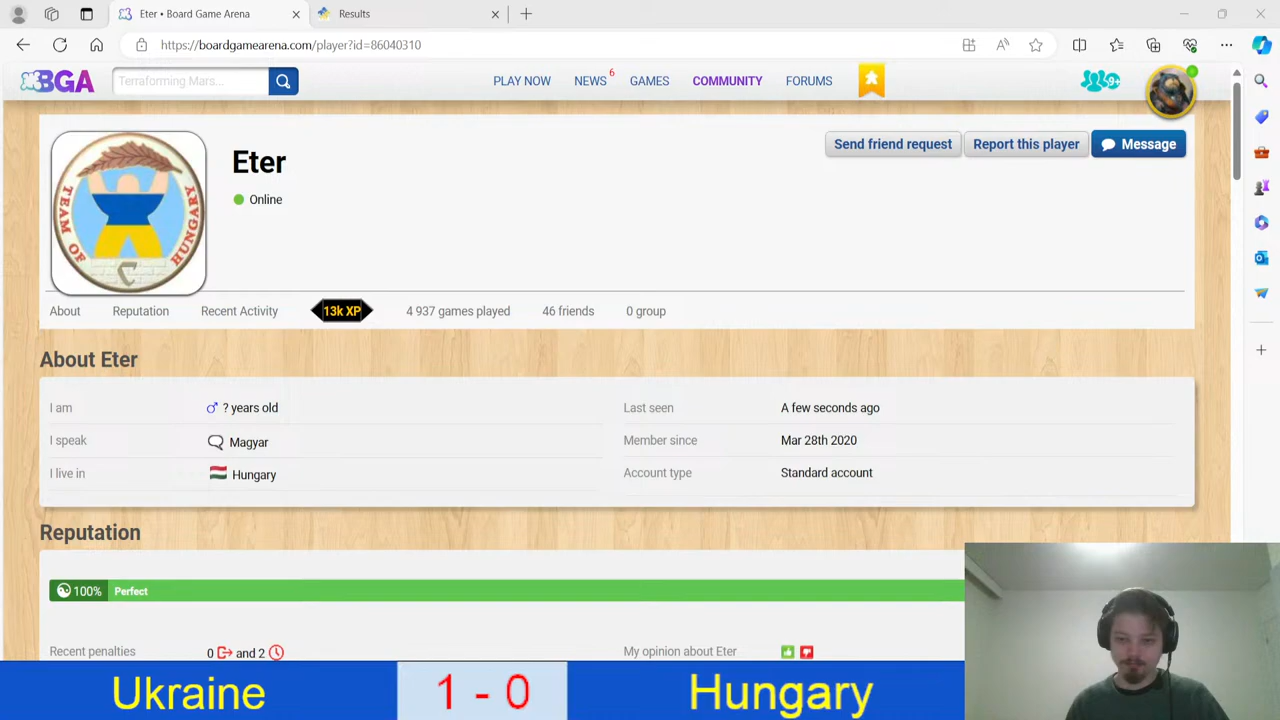 Eter • Board Game Arena
Results
https://boardgamearena.com/player?id=86040310
BGA
Terraforming Mars...
PLAY NOW
NEWS 6
GAMES
COMMUNITY
FORUMS
9+
TEAM OF HUNGARY
C
Eter
Online
Send friend request
Report this player
Message
About
Reputation
Recent Activity
13k XP
4 937 games played
46 friends
0 group
About Eter
I am ? years old
Last seen A few seconds ago
I speak Magyar
Member since Mar 28th 2020
I live in Hungary
Account type Standard account
Reputation
100% Perfect
Recent penalties 0 and 2
My opinion about Eter
Ukraine 1 - 0 Hungary